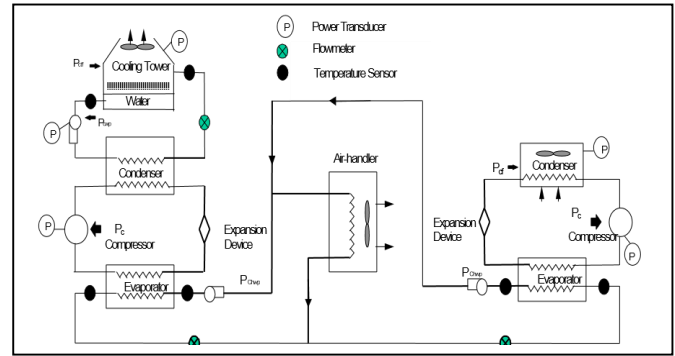 P Power Transducer
Flowmeter
Temperature Sensor
P
Cooling Tower
Water
P
Condenser
P
Pc
Compressor
Expansion
Device
Evaporator
PChwp
Air-handler
Pcf
Condenser
P
Expansion
Device
Pc
Compressor
P
PChwp
Evaporator